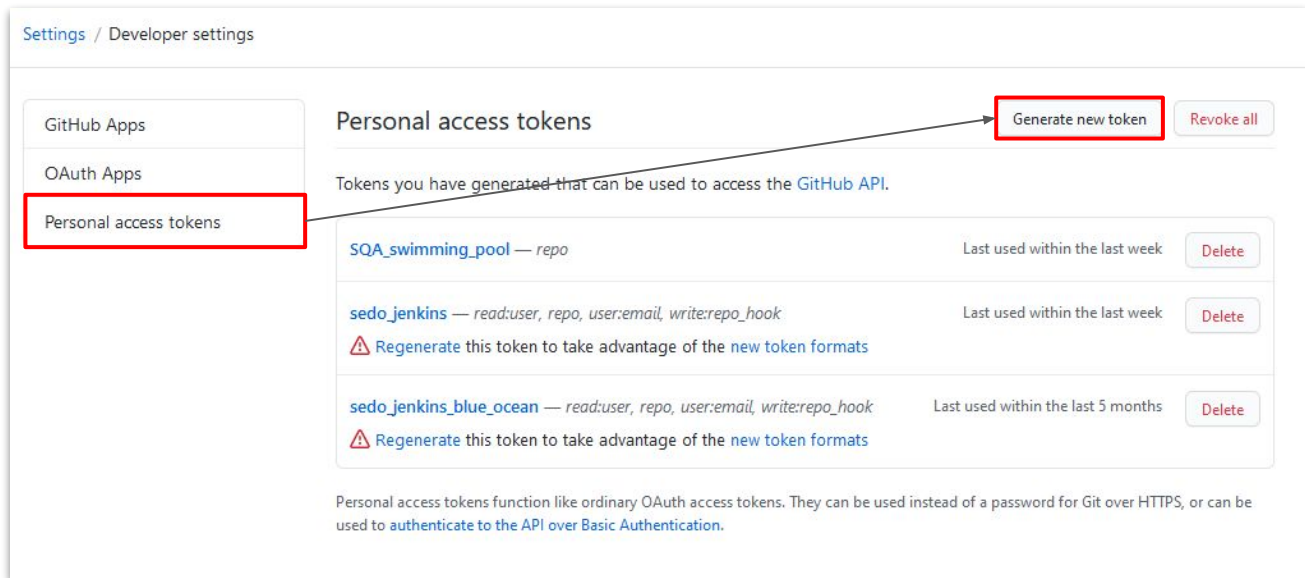 Settings / Developer settings
GitHub Apps
OAuth Apps
Personal access tokens
Personal access tokens
Generate new token
Revoke all
Tokens you have generated that can be used to access the GitHub API.
SQA_swimming_pool — repo
Last used within the last week
Delete
sedo_jenkins — read:user, repo, user:email, write:repo_hook
Last used within the last week
Delete
Regenerate this token to take advantage of the new token formats
sedo_jenkins_blue_ocean — read:user, repo, user:email, write:repo_hook
Last used within the last 5 months
Delete
Regenerate this token to take advantage of the new token formats
Personal access tokens function like ordinary OAuth access tokens. They can be used instead of a password for Git over HTTPS, or can be
used to authenticate to the API over Basic Authentication.